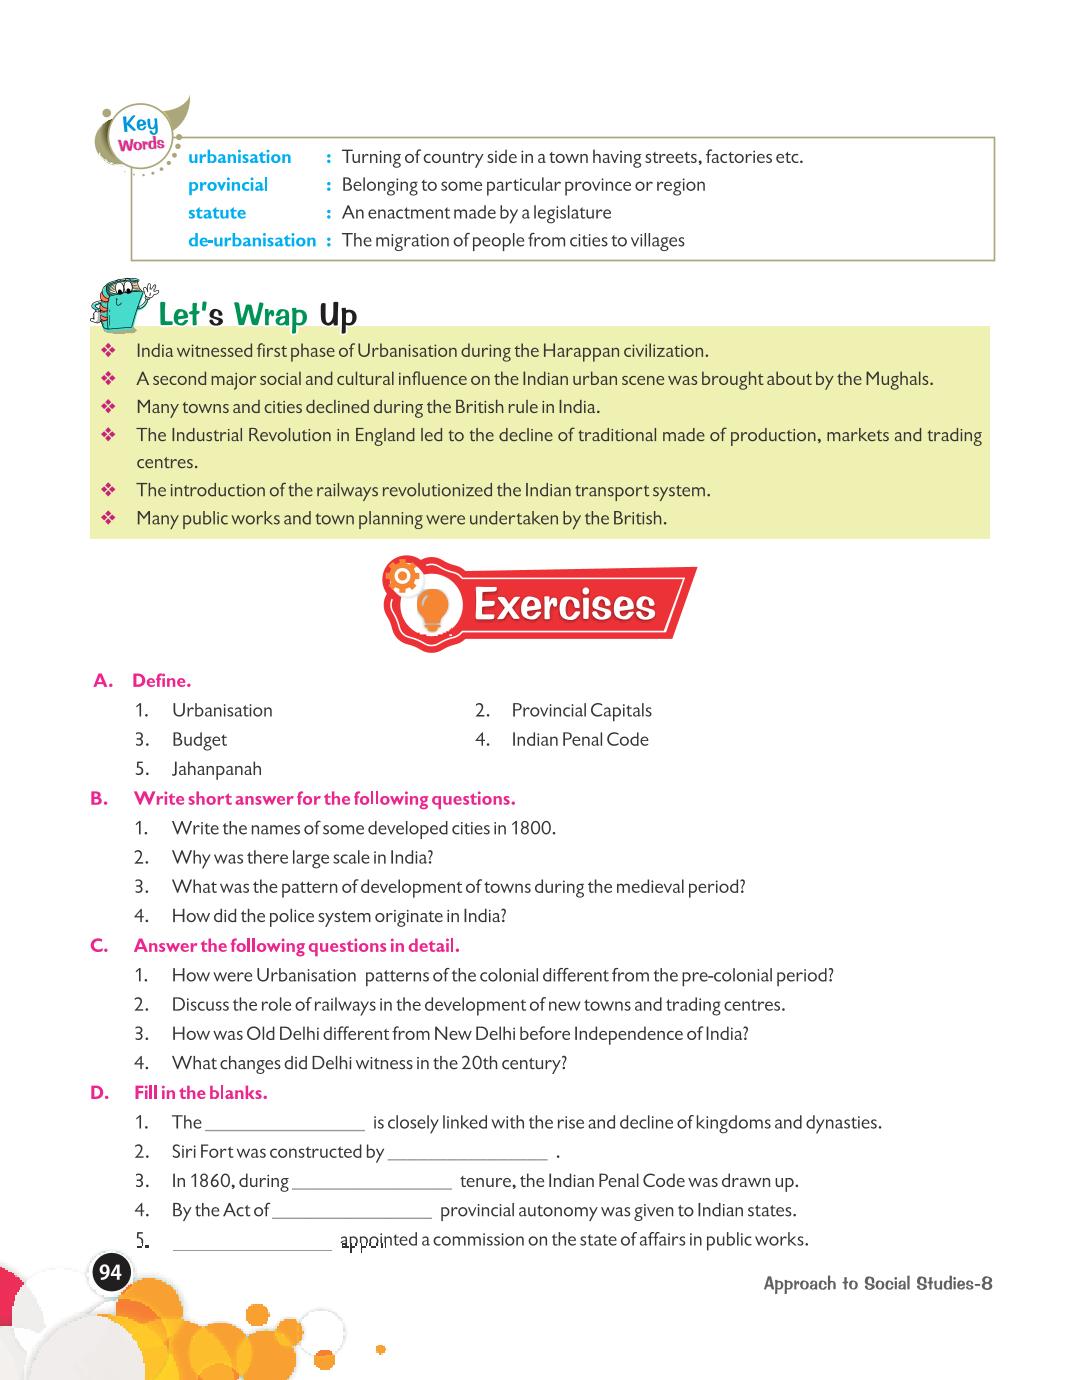 Key
Words
urbanisation : Turning of country side in a town having streets, factories etc.
provincial : Belonging to some particular province or region
statute : An enactment made by a legislature
de-urbanisation : The migration of people from cities to villages
Let's Wrap Up
❖ India witnessed first phase of Urbanisation during the Harappan civilization.
❖ A second major social and cultural influence on the Indian urban scene was brought about by the Mughals.
❖ Many towns and cities declined during the British rule in India.
❖ The Industrial Revolution in England led to the decline of traditional made of production, markets and trading
centres.
❖ The introduction of the railways revolutionized the Indian transport system.
❖ Many public works and town planning were undertaken by the British.
Exercises
A. Define.
1. Urbanisation 2. Provincial Capitals
3. Budget 4. Indian Penal Code
5. Jahanpanah
B. Write short answer for the following questions.
1. Write the names of some developed cities in 1800.
2. Why was there large scale in India?
3. What was the pattern of development of towns during the medieval period?
4. How did the police system originate in India?
C. Answer the following questions in detail.
1. How were Urbanisation patterns of the colonial different from the pre-colonial period?
2. Discuss the role of railways in the development of new towns and trading centres.
3. How was Old Delhi different from New Delhi before Independence of India?
4. What changes did Delhi witness in the 20th century?
D. Fill in the blanks.
1. The ________________ is closely linked with the rise and decline of kingdoms and dynasties.
2. Siri Fort was constructed by ________________ .
3. In 1860, during ________________ tenure, the Indian Penal Code was drawn up.
4. By the Act of ________________ provincial autonomy was given to Indian states.
5. ________________ appointed a commission on the state of affairs in public works.
94
Approach to Social Studies-8